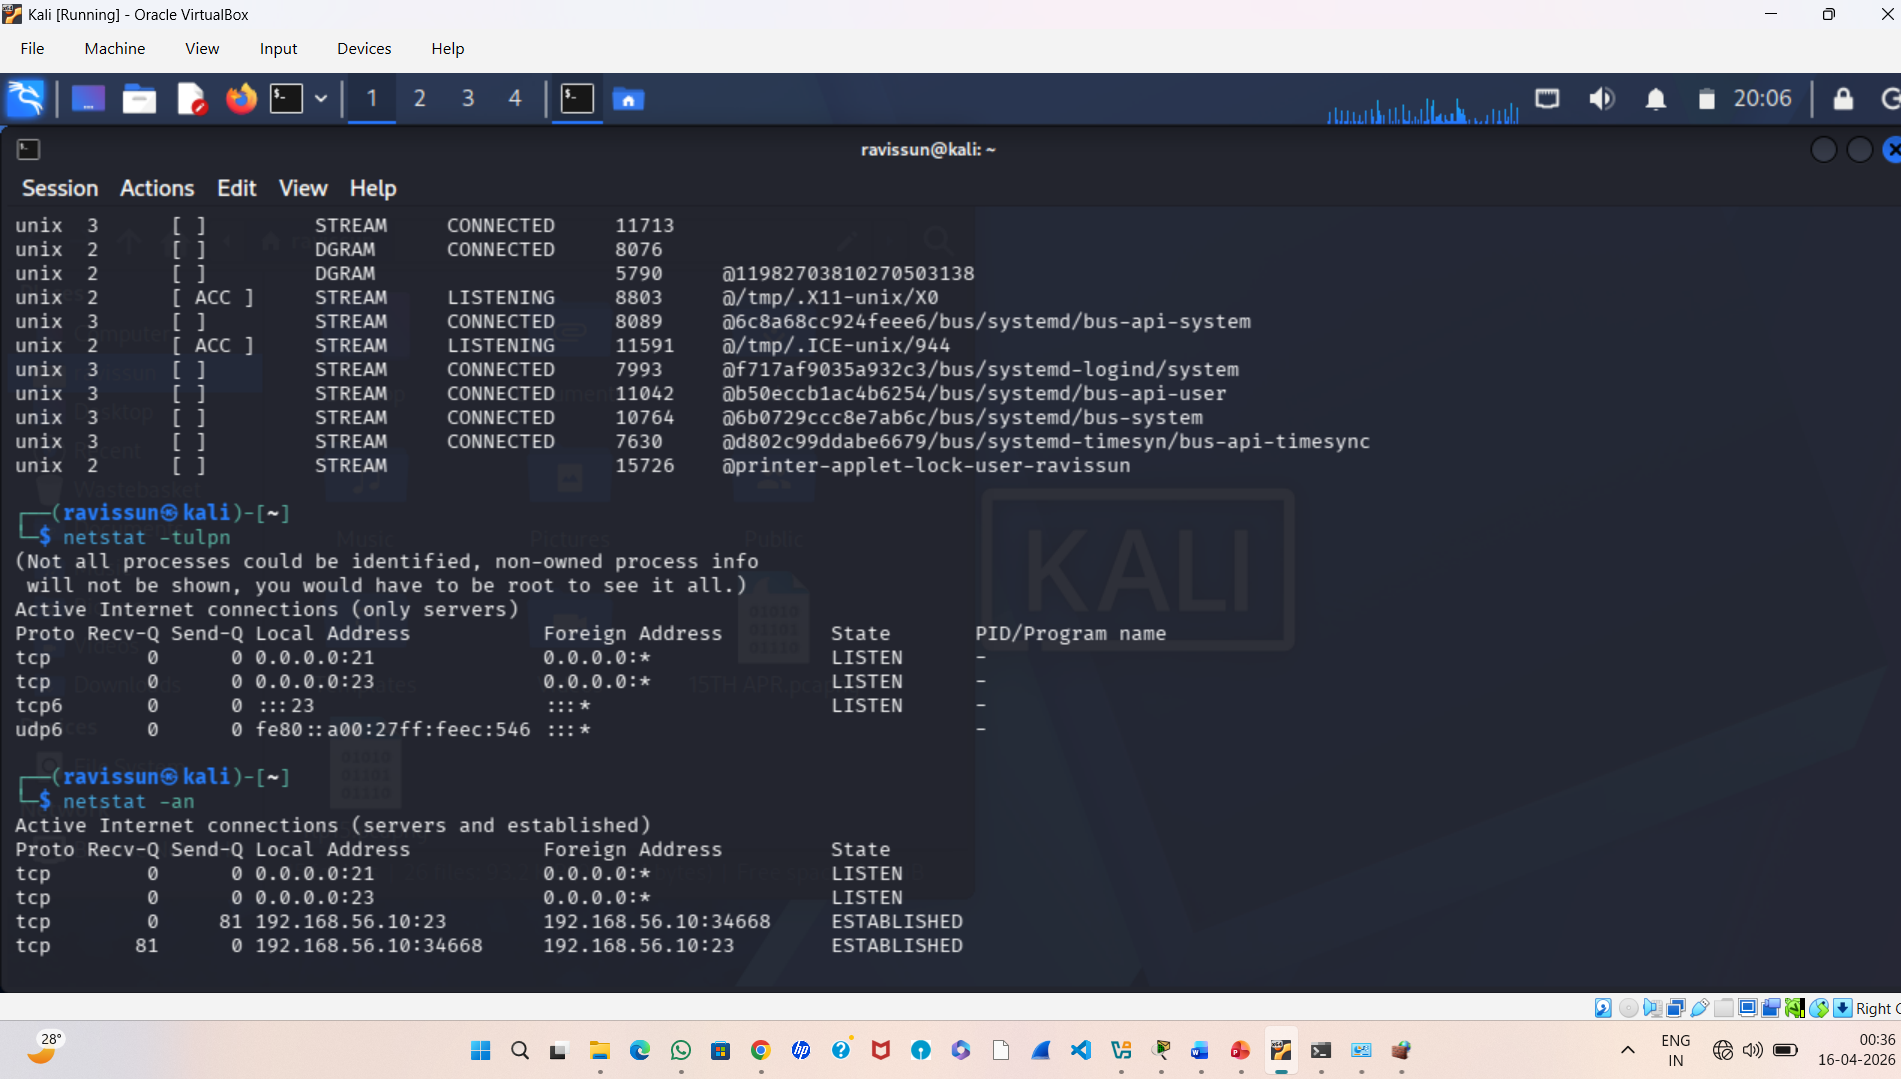 Kali [Running] - Oracle VirtualBox
File Machine View Input Devices Help
1 2 3 4 20:06
ravissun@kali: ~
Session Actions Edit View Help
unix 3 [ ] STREAM CONNECTED 11713
unix 2 [ ] DGRAM CONNECTED 8076
unix 2 [ ] DGRAM 5790 @11982703810270503138
unix 2 [ ACC ] STREAM LISTENING 8803 @/tmp/.X11-unix/X0
unix 3 [ ] STREAM CONNECTED 8089 @6c8a68cc924feee6/bus/systemd/bus-api-system
unix 2 [ ACC ] STREAM LISTENING 11591 @/tmp/.ICE-unix/944
unix 3 [ ] STREAM CONNECTED 7993 @f717af9035a932c3/bus/systemd-logind/system
unix 3 [ ] STREAM CONNECTED 11042 @b50eccb1ac4b6254/bus/systemd/bus-api-user
unix 3 [ ] STREAM CONNECTED 10764 @6b0729ccc8e7ab6c/bus/systemd/bus-system
unix 3 [ ] STREAM CONNECTED 7630 @d802c99ddabe6679/bus/systemd-timesyn/bus-api-timesync
unix 2 [ ] STREAM 15726 @printer-applet-lock-user-ravissun
┌──(ravissun㉿kali)-[~]
└─$ netstat -tulpn
(Not all processes could be identified, non-owned process info
will not be shown, you would have to be root to see it all.)
Active Internet connections (only servers)
Proto Recv-Q Send-Q Local Address Foreign Address State PID/Program name
tcp 0 0 0.0.0.0:21 0.0.0.0:* LISTEN -
tcp 0 0 0.0.0.0:23 0.0.0.0:* LISTEN -
tcp6 0 0 :::23 :::* LISTEN -
udp6 0 0 fe80::a00:27ff:feec:546 :::* -
┌──(ravissun㉿kali)-[~]
└─$ netstat -an
Active Internet connections (servers and established)
Proto Recv-Q Send-Q Local Address Foreign Address State
tcp 0 0 0.0.0.0:21 0.0.0.0:* LISTEN
tcp 0 0 0.0.0.0:23 0.0.0.0:* LISTEN
tcp 0 81 192.168.56.10:23 192.168.56.10:34668 ESTABLISHED
tcp 81 0 192.168.56.10:34668 192.168.56.10:23 ESTABLISHED
KALI
Computer
Desktop
Recent
Wastebasket
Music
Pictures
Public
Videos
Downloads
15TH APR.pcap
Right
28°
ENG
IN
00:36
16-04-2026